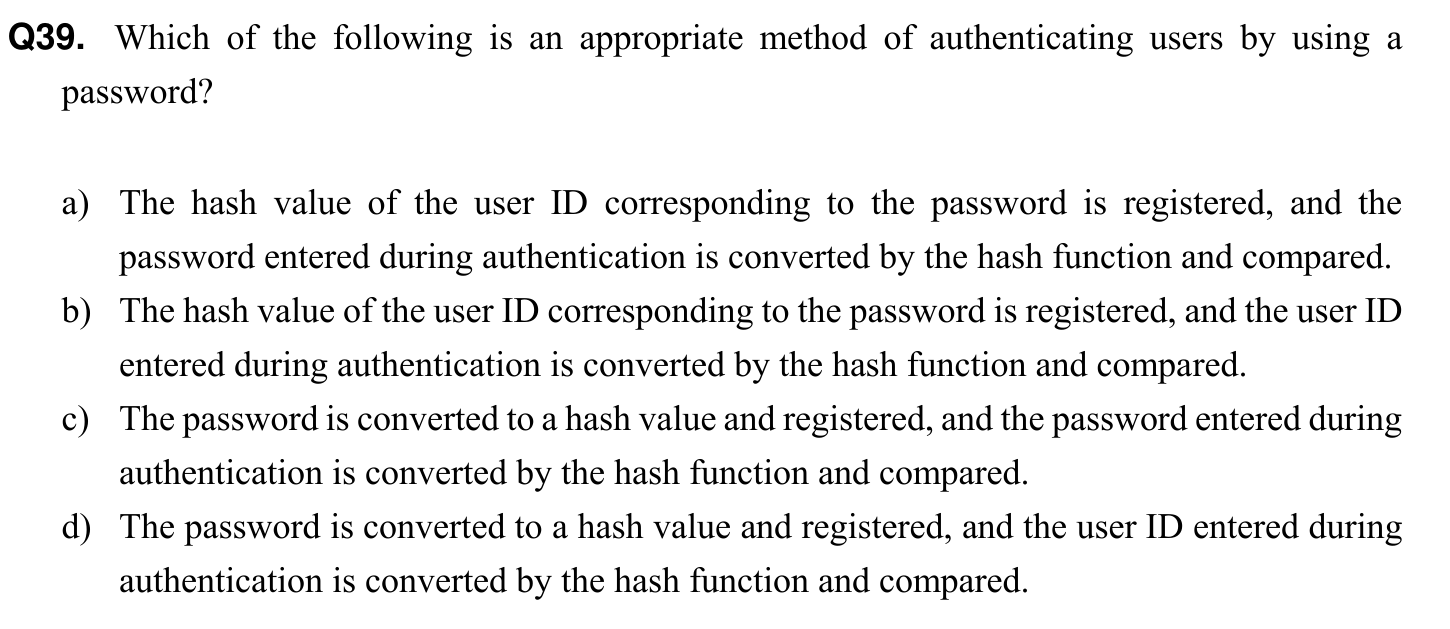 Q39. Which of the following is an appropriate method of authenticating users by using a
password?
a) The hash value of the user ID corresponding to the password is registered, and the
password entered during authentication is converted by the hash function and compared.
b) The hash value of the user ID corresponding to the password is registered, and the user ID
entered during authentication is converted by the hash function and compared.
c) The password is converted to a hash value and registered, and the password entered during
authentication is converted by the hash function and compared.
d) The password is converted to a hash value and registered, and the user ID entered during
authentication is converted by the hash function and compared.